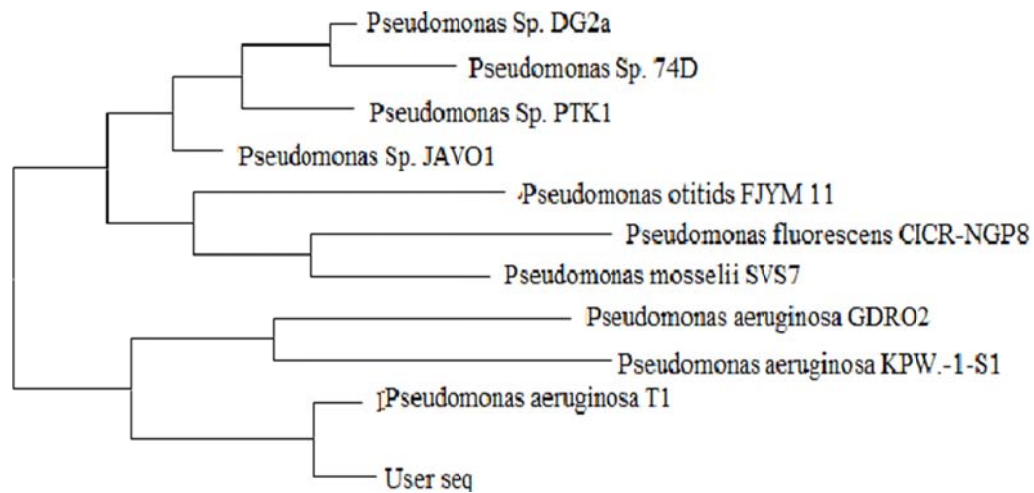 Pseudomonas Sp. DG2a
Pseudomonas Sp. 74D
Pseudomonas Sp. PTK1
Pseudomonas Sp. JAVO1
Pseudomonas otitids FJYM 11
Pseudomonas fluorescens CICR-NGP8
Pseudomonas mosselii SVS7
Pseudomonas aeruginosa GDRO2
Pseudomonas aeruginosa KPW.-1-S1
Pseudomonas aeruginosa T1
User seq